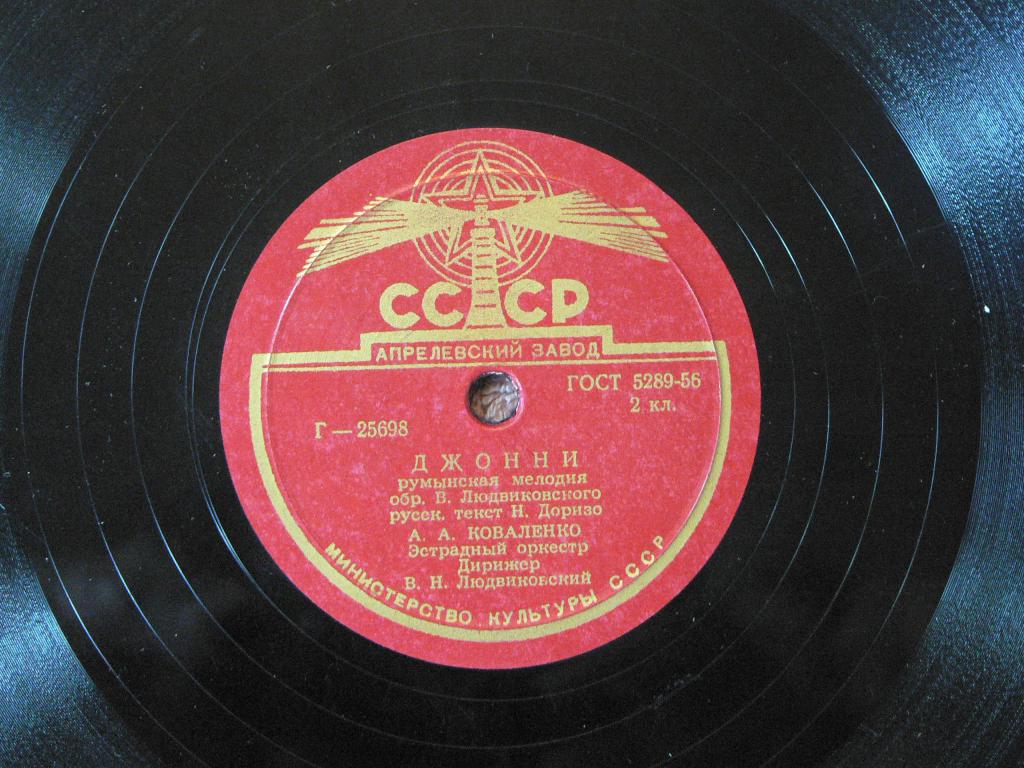 СССР
АПРЕЛЕВСКИЙ ЗАВОД
ГОСТ 5289-56
2 кл.
Г — 25698
ДЖОННИ
румынская мелодия
обр. В. Людвиковского
русск. текст Н. Доризо
А. А. КОВАЛЕНКО
Эстрадный оркестр
Дирижер
В. Н. Людвиковский
МИНИСТЕРСТВО КУЛЬТУРЫ СССР